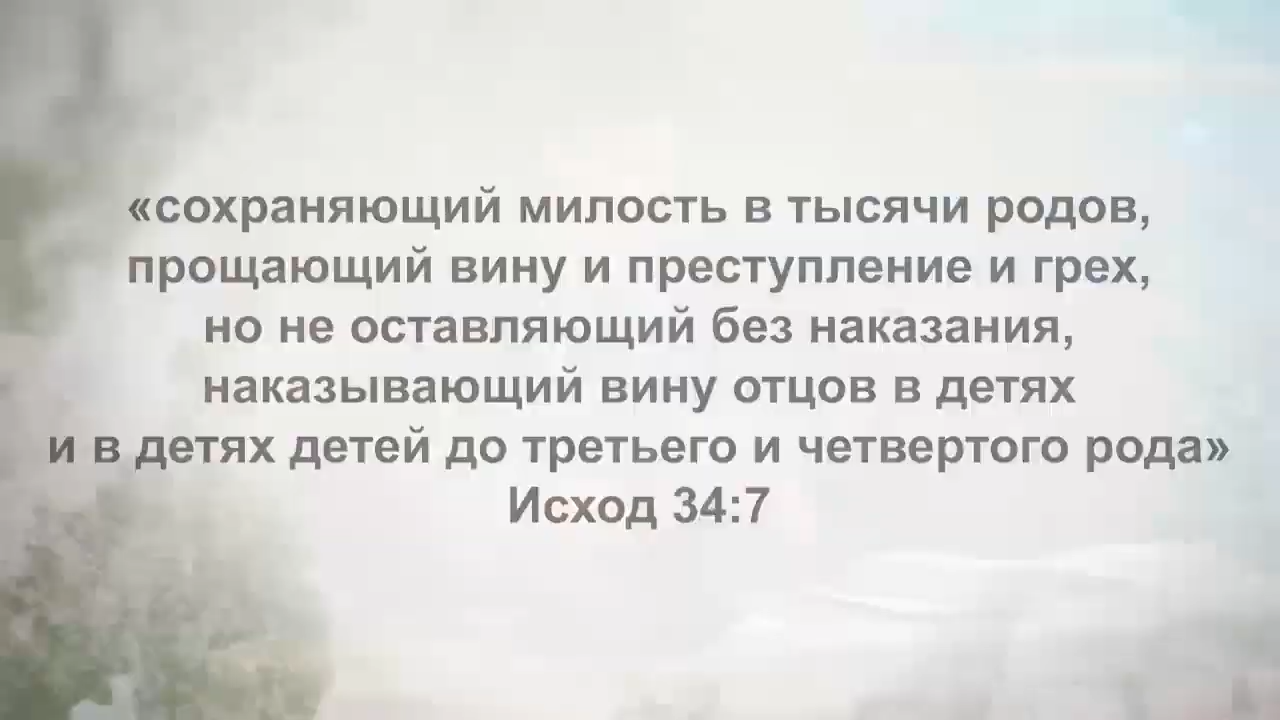 «сохраняющий милость в тысячи родов,
прощающий вину и преступление и грех,
но не оставляющий без наказания,
наказывающий вину отцов в детях
и в детях детей до третьего и четвертого рода»
Исход 34:7